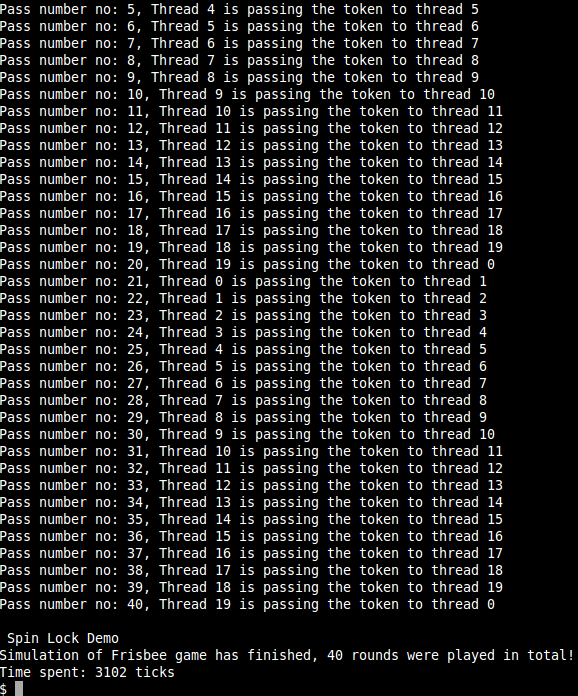 Pass number no: 5, Thread 4 is passing the token to thread 5
Pass number no: 6, Thread 5 is passing the token to thread 6
Pass number no: 7, Thread 6 is passing the token to thread 7
Pass number no: 8, Thread 7 is passing the token to thread 8
Pass number no: 9, Thread 8 is passing the token to thread 9
Pass number no: 10, Thread 9 is passing the token to thread 10
Pass number no: 11, Thread 10 is passing the token to thread 11
Pass number no: 12, Thread 11 is passing the token to thread 12
Pass number no: 13, Thread 12 is passing the token to thread 13
Pass number no: 14, Thread 13 is passing the token to thread 14
Pass number no: 15, Thread 14 is passing the token to thread 15
Pass number no: 16, Thread 15 is passing the token to thread 16
Pass number no: 17, Thread 16 is passing the token to thread 17
Pass number no: 18, Thread 17 is passing the token to thread 18
Pass number no: 19, Thread 18 is passing the token to thread 19
Pass number no: 20, Thread 19 is passing the token to thread 0
Pass number no: 21, Thread 0 is passing the token to thread 1
Pass number no: 22, Thread 1 is passing the token to thread 2
Pass number no: 23, Thread 2 is passing the token to thread 3
Pass number no: 24, Thread 3 is passing the token to thread 4
Pass number no: 25, Thread 4 is passing the token to thread 5
Pass number no: 26, Thread 5 is passing the token to thread 6
Pass number no: 27, Thread 6 is passing the token to thread 7
Pass number no: 28, Thread 7 is passing the token to thread 8
Pass number no: 29, Thread 8 is passing the token to thread 9
Pass number no: 30, Thread 9 is passing the token to thread 10
Pass number no: 31, Thread 10 is passing the token to thread 11
Pass number no: 32, Thread 11 is passing the token to thread 12
Pass number no: 33, Thread 12 is passing the token to thread 13
Pass number no: 34, Thread 13 is passing the token to thread 14
Pass number no: 35, Thread 14 is passing the token to thread 15
Pass number no: 36, Thread 15 is passing the token to thread 16
Pass number no: 37, Thread 16 is passing the token to thread 17
Pass number no: 38, Thread 17 is passing the token to thread 18
Pass number no: 39, Thread 18 is passing the token to thread 19
Pass number no: 40, Thread 19 is passing the token to thread 0

 Spin Lock Demo
Simulation of Frisbee game has finished, 40 rounds were played in total!
Time spent: 3102 ticks
$